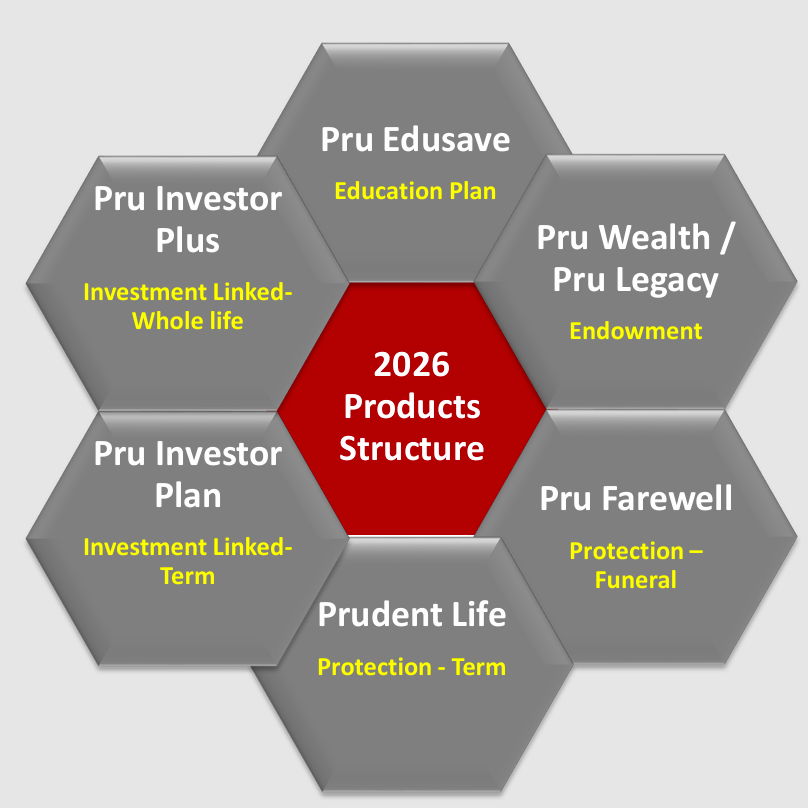 Pru Edusave
Education Plan
Pru Investor
Plus
Investment Linked-
Whole life
Pru Wealth /
Pru Legacy
Endowment
2026
Products
Structure
Pru Investor
Plan
Investment Linked-
Term
Pru Farewell
Protection –
Funeral
Prudent Life
Protection - Term